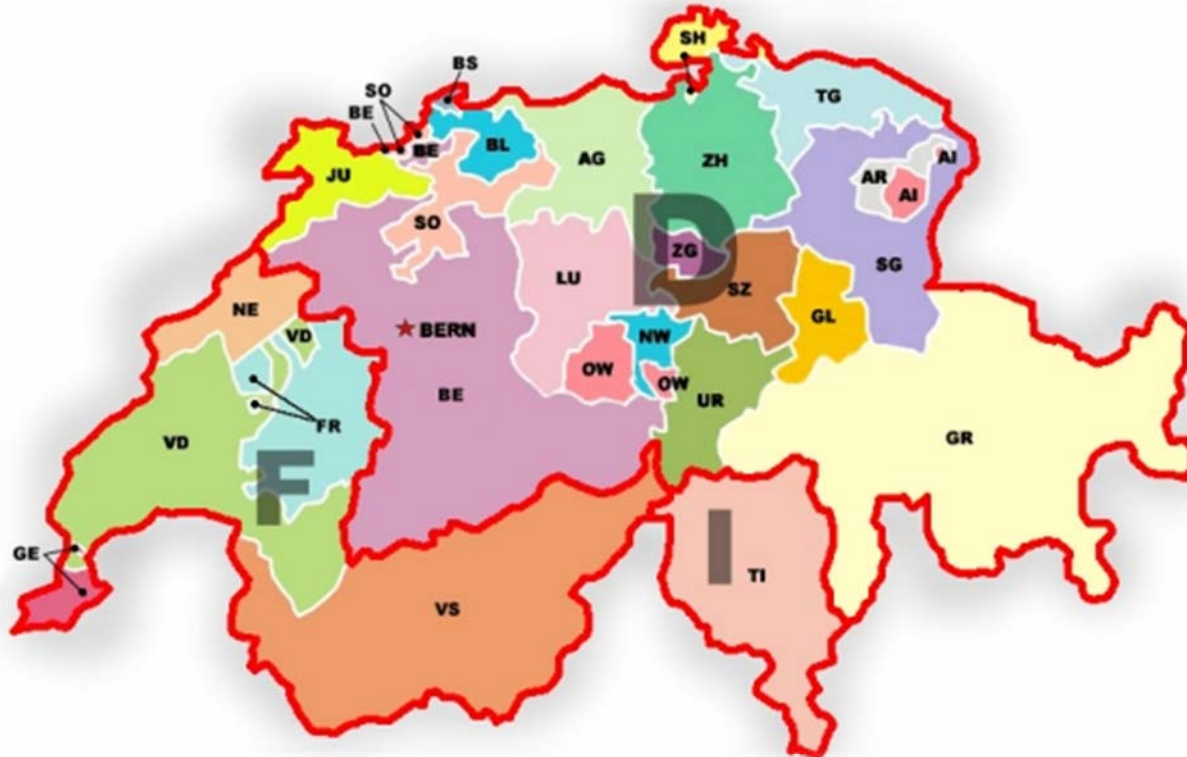 SH
BS
SO
BE
TG
BE
BL
AG
ZH
AI
JU
AR
AI
SO
D
ZG
SG
LU
SZ
NE
GL
VD
★ BERN
NW
OW
OW
BE
UR
FR
GR
VD
F
I
GE
TI
VS